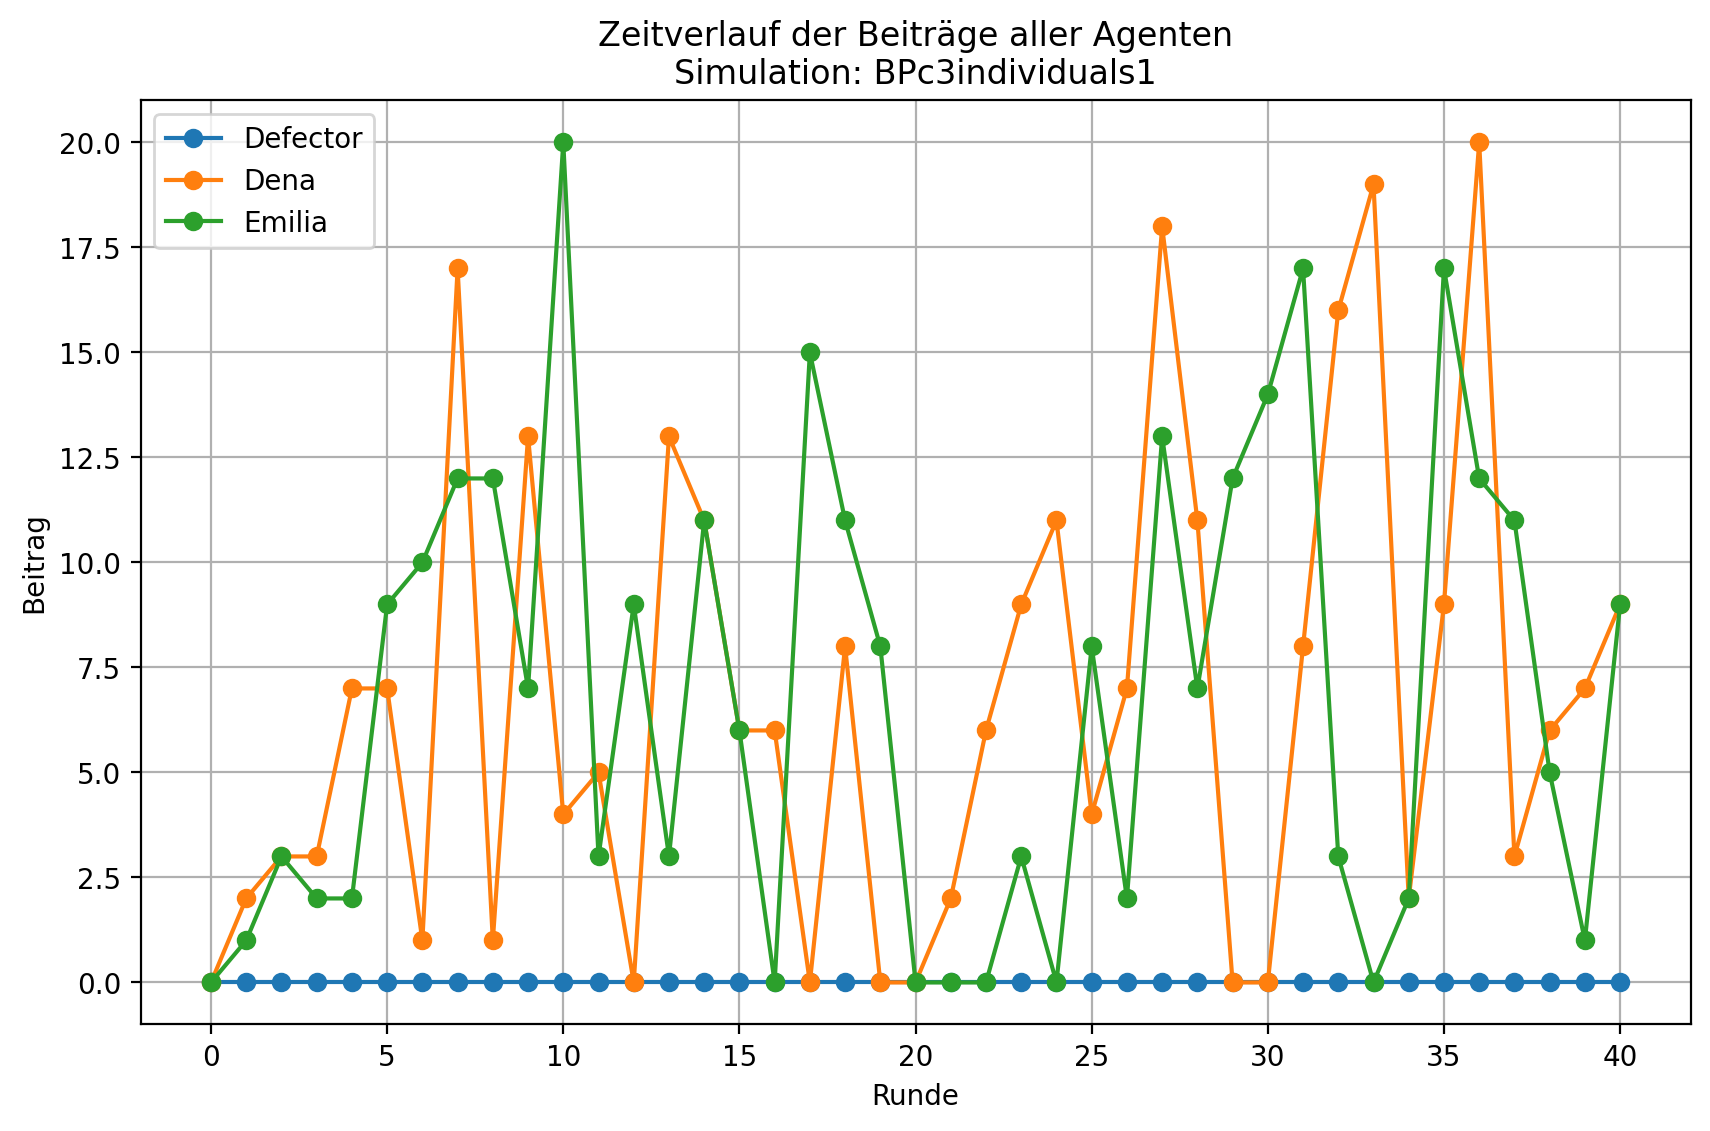 Zeitverlauf der Beiträge aller Agenten
Simulation: BPc3individuals1
Defector
Dena
Emilia
20.0
17.5
15.0
12.5
10.0
7.5
5.0
2.5
0.0
Beitrag
0 5 10 15 20 25 30 35 40
Runde